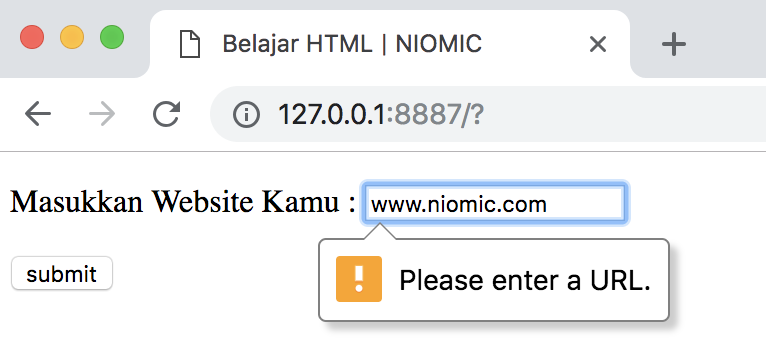 Belajar HTML | NIOMIC
127.0.0.1:8887/?
Masukkan Website Kamu : www.niomic.com
Please enter a URL.
submit